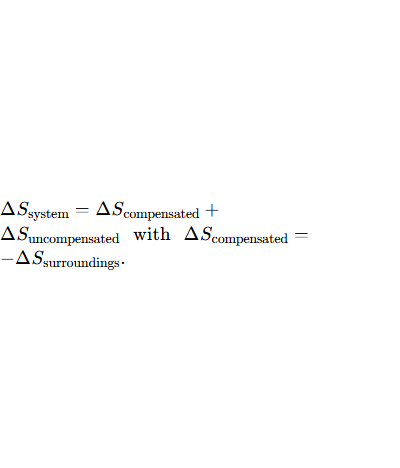 ΔS_system = ΔS_compensated +
ΔS_uncompensated with ΔS_compensated =
−ΔS_surroundings.